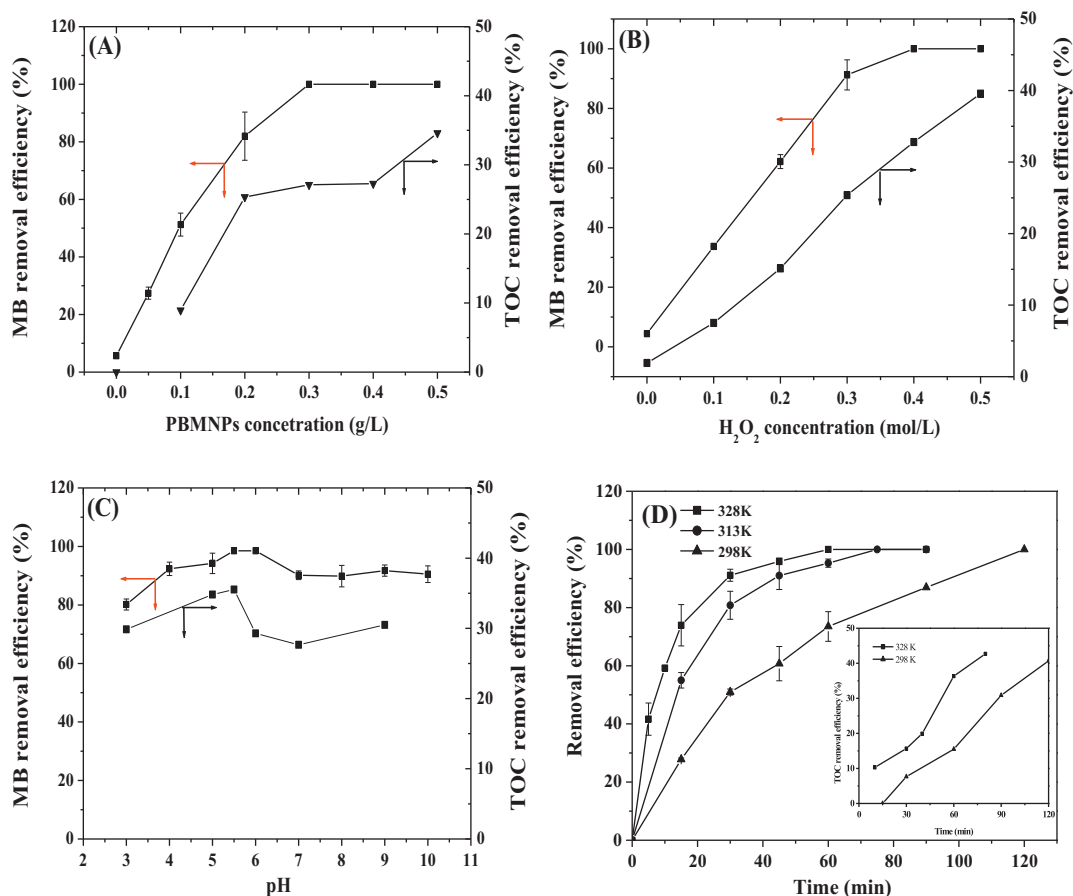 (A)
MB removal efficiency (%)
120
100
80
60
40
20
0
0.0 0.1 0.2 0.3 0.4 0.5
PBMNPs concetration (g/L)
50
40
30
20
10
0
TOC removal efficiency (%)
(B)
MB removal efficiency (%)
100
80
60
40
20
0
0.0 0.1 0.2 0.3 0.4 0.5
H₂O₂ concentration (mol/L)
50
40
30
20
10
0
TOC removal efficiency (%)
(C)
MB removal efficiency (%)
120
100
80
60
40
20
0
2 3 4 5 6 7 8 9 10 11
pH
50
40
30
20
10
0
TOC removal efficiency (%)
(D)
328K
313K
298K
Removal efficiency (%)
120
100
80
60
40
20
0
0 20 40 60 80 100 120
Time (min)
328 K
298 K
TOC removal efficiency (%)
50
40
30
20
10
0
0 30 60 90 120
Time (min)